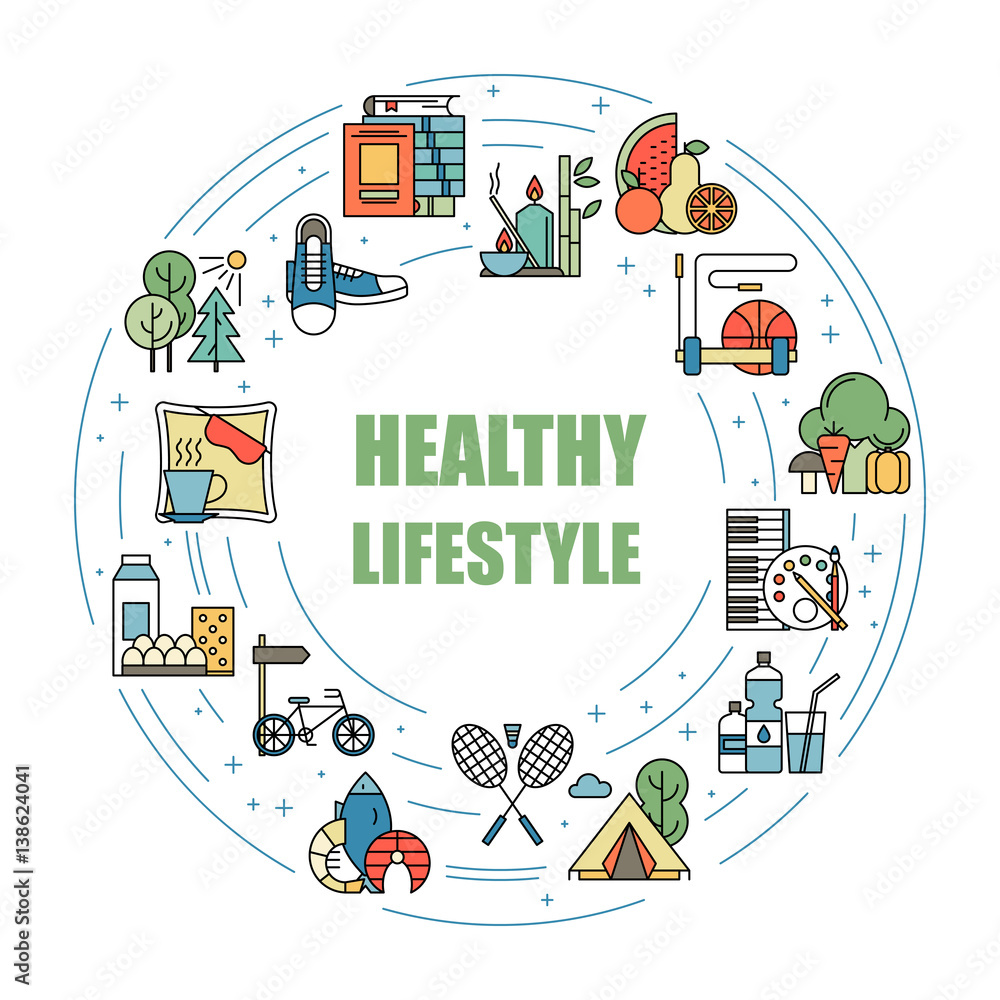 HEALTHY
LIFESTYLE
Adobe Stock | #138624041